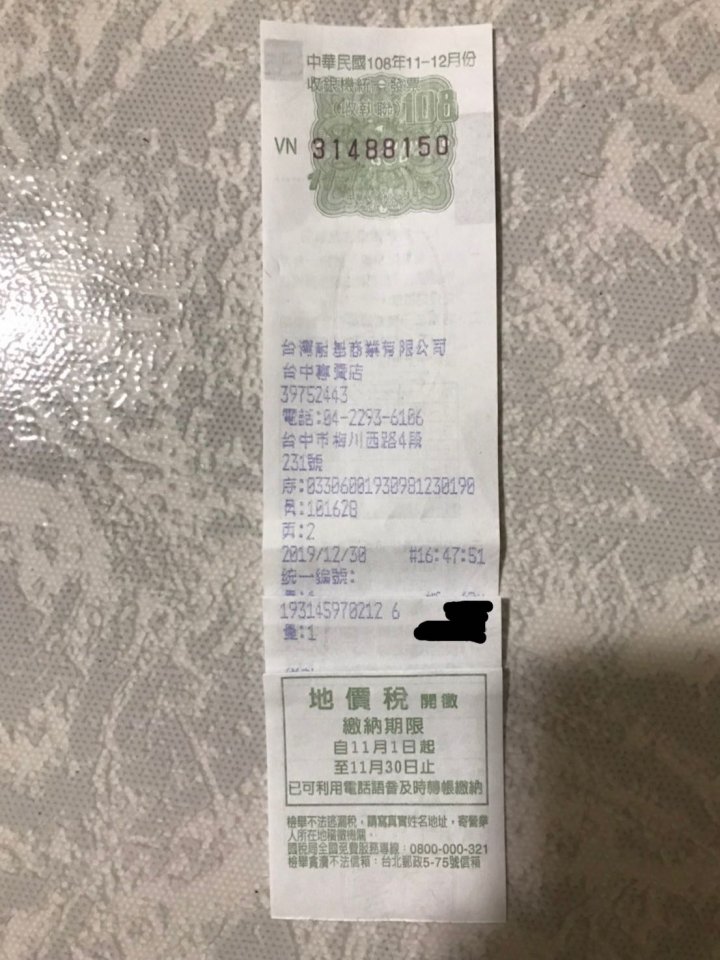 中華民國108年11-12月份
收銀機統一發票
(收執聯)108
VN 31488150
台灣耐基商業有限公司
台中專賣店
39752443
電話:04-2293-6106
台中市梅川西路4段
231號
序:03306001930981230190
員:101628
頁:2
2019/12/30 #16:47:51
統一編號:
193145970212 6
量:1
地價稅 開徵
繳納期限
自11月1日起
至11月30日止
已可利用電話語音及時轉帳繳納
檢舉不法逃漏稅，請寫真實姓名地址，寄營業
人所在地稽徵機關。
國稅局全國免費服務專線：0800-000-321
檢舉貪瀆不法信箱：台北郵政5-75號信箱